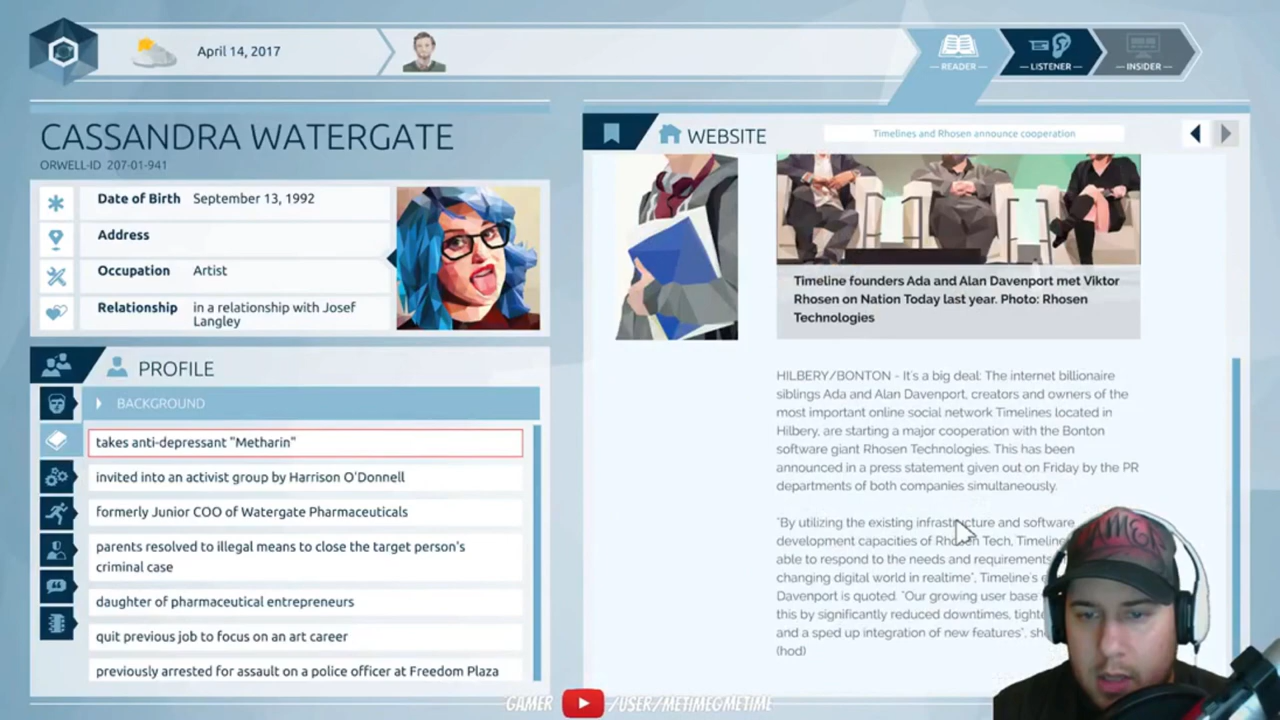 April 14, 2017
READER
LISTENER
INSIDER
CASSANDRA WATERGATE
ORWELL-ID 207-01-941
Date of Birth September 13, 1992
Address
Occupation Artist
Relationship in a relationship with Josef
Langley
PROFILE
BACKGROUND
takes anti-depressant "Metharin"
invited into an activist group by Harrison O'Donnell
formerly Junior COO of Watergate Pharmaceuticals
parents resolved to illegal means to close the target person's
criminal case
daughter of pharmaceutical entrepreneurs
quit previous job to focus on an art career
previously arrested for assault on a police officer at Freedom Plaza
WEBSITE
Timelines and Rhosen announce cooperation
Timeline founders Ada and Alan Davenport met Viktor
Rhosen on Nation Today last year. Photo: Rhosen
Technologies
HILBERY/BONTON - It's a big deal: The internet billionaire
siblings Ada and Alan Davenport, creators and owners of the
most important online social network Timelines located in
Hilbery, are starting a major cooperation with the Bonton
software giant Rhosen Technologies. This has been
announced in a press statement given out on Friday by the PR
departments of both companies simultaneously.
"By utilizing the existing infrastructure and software
development capacities of Rhosen Tech, Timeline
able to respond to the needs and requirements
changing digital world in realtime", Timeline's
Davenport is quoted. "Our growing user base
this by significantly reduced downtimes,
and a sped up integration of new features",
(hod)
GAMER
GAMER /USER/METIMEGMETIME